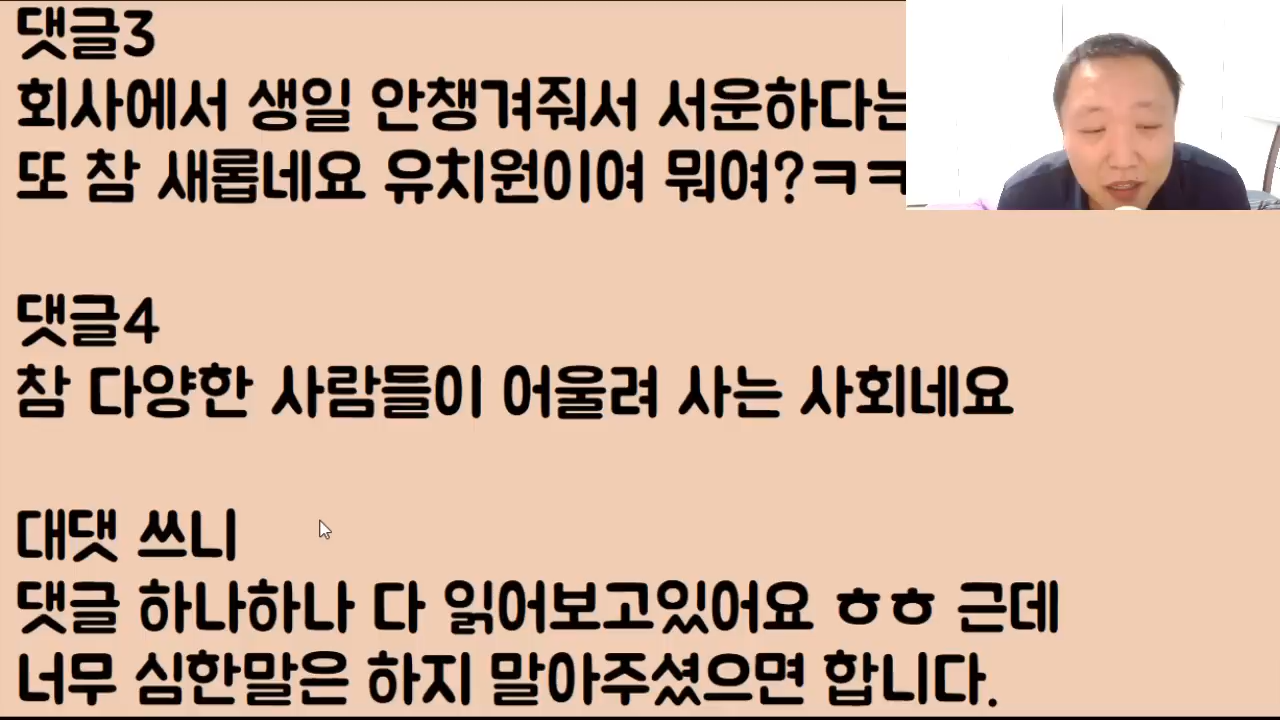 댓글3
회사에서 생일 안챙겨줘서 서운하다는
또 참 새롭네요 유치원이여 뭐여?ㅋㅋ
댓글4
참 다양한 사람들이 어울려 사는 사회네요
대댓 쓰니
댓글 하나하나 다 읽어보고있어요 ㅎㅎ 근데
너무 심한말은 하지 말아주셨으면 합니다.